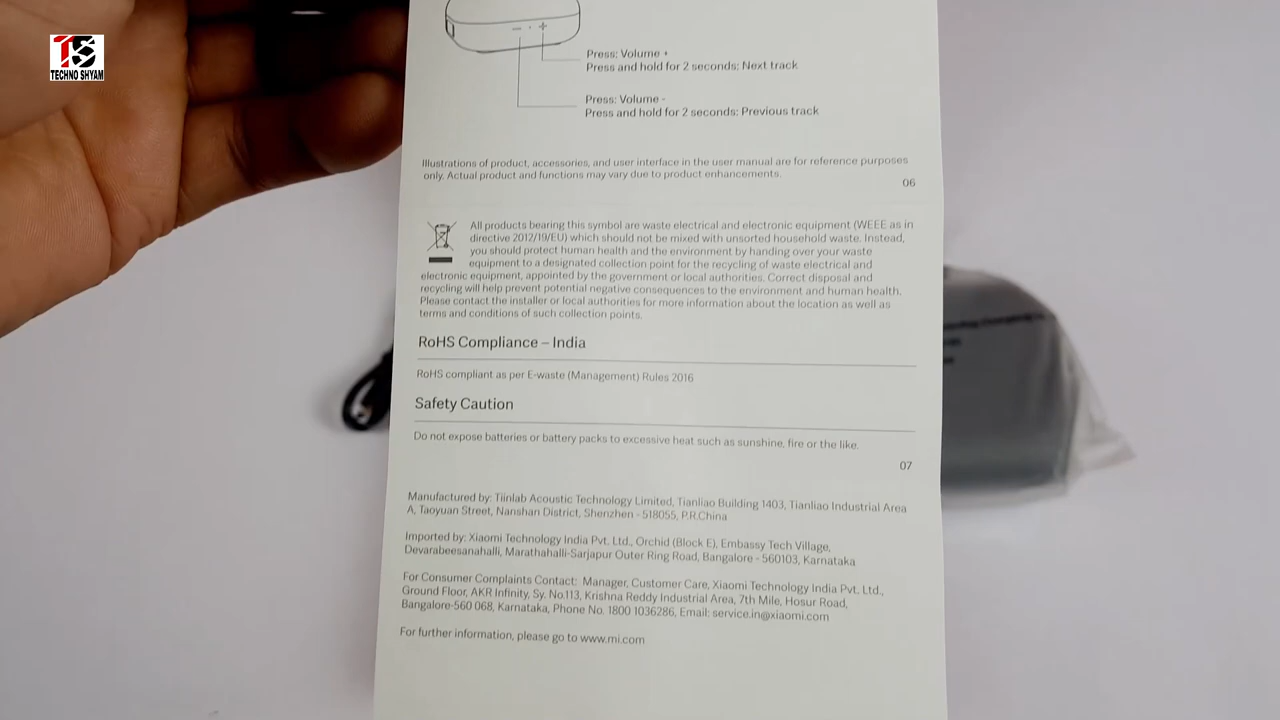 TS
TECHNO SHYAM
Press: Volume +
Press and hold for 2 seconds: Next track
Press: Volume -
Press and hold for 2 seconds: Previous track
Illustrations of product, accessories, and user interface in the user manual are for reference purposes
only. Actual product and functions may vary due to product enhancements.
06
All products bearing this symbol are waste electrical and electronic equipment (WEEE as in
directive 2012/19/EU) which should not be mixed with unsorted household waste. Instead,
you should protect human health and the environment by handing over your waste
equipment to a designated collection point for the recycling of waste electrical and
electronic equipment, appointed by the government or local authorities. Correct disposal and
recycling will help prevent potential negative consequences to the environment and human health.
Please contact the installer or local authorities for more information about the location as well as
terms and conditions of such collection points.
RoHS Compliance – India
RoHS compliant as per E-waste (Management) Rules 2016
Safety Caution
Do not expose batteries or battery packs to excessive heat such as sunshine, fire or the like.
07
Manufactured by: Tiinlab Acoustic Technology Limited, Tianliao Building 1403, Tianliao Industrial Area
A, Taoyuan Street, Nanshan District, Shenzhen - 518055, P.R.China
Imported by: Xiaomi Technology India Pvt. Ltd., Orchid (Block E), Embassy Tech Village,
Devarabeesanahalli, Marathahalli-Sarjapur Outer Ring Road, Bangalore - 560103, Karnataka
For Consumer Complaints Contact: Manager, Customer Care, Xiaomi Technology India Pvt. Ltd.,
Ground Floor, AKR Infinity, Sy. No.113, Krishna Reddy Industrial Area, 7th Mile, Hosur Road,
Bangalore-560 068, Karnataka, Phone No. 1800 1036286, Email: service.in@xiaomi.com
For further information, please go to www.mi.com